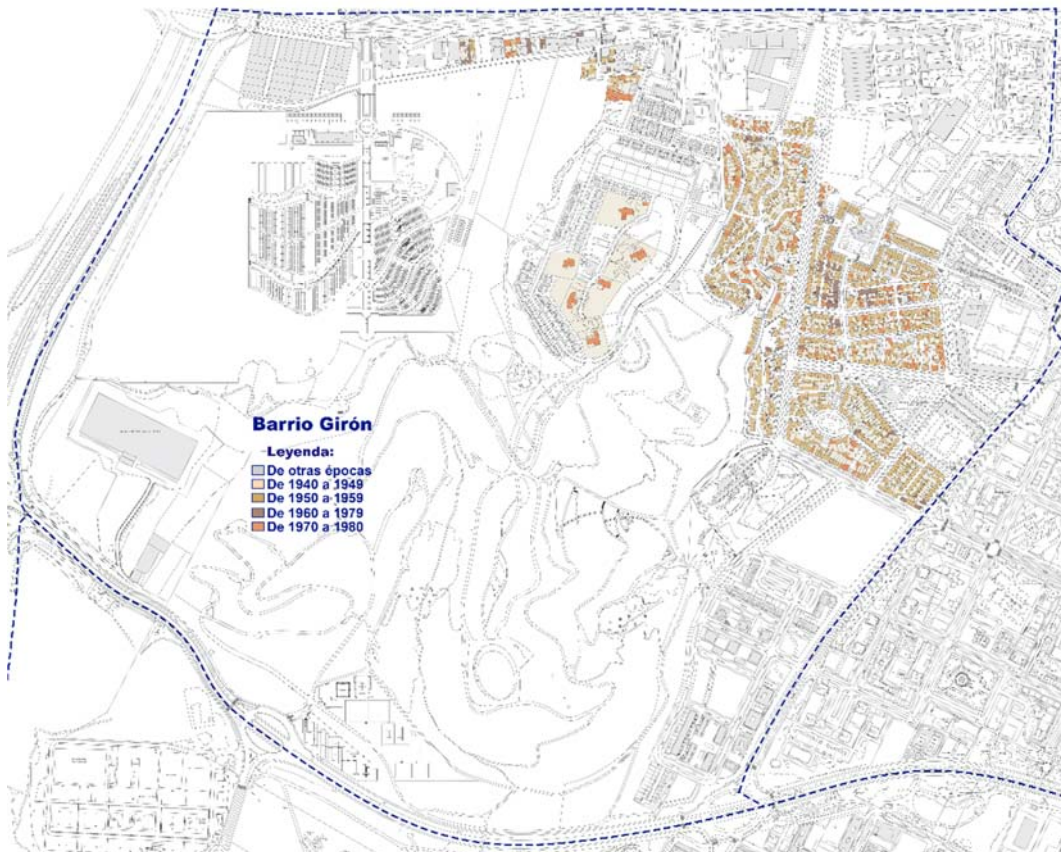 Barrio Girón
Leyenda:
De otras épocas
De 1940 a 1949
De 1950 a 1959
De 1960 a 1979
De 1970 a 1980